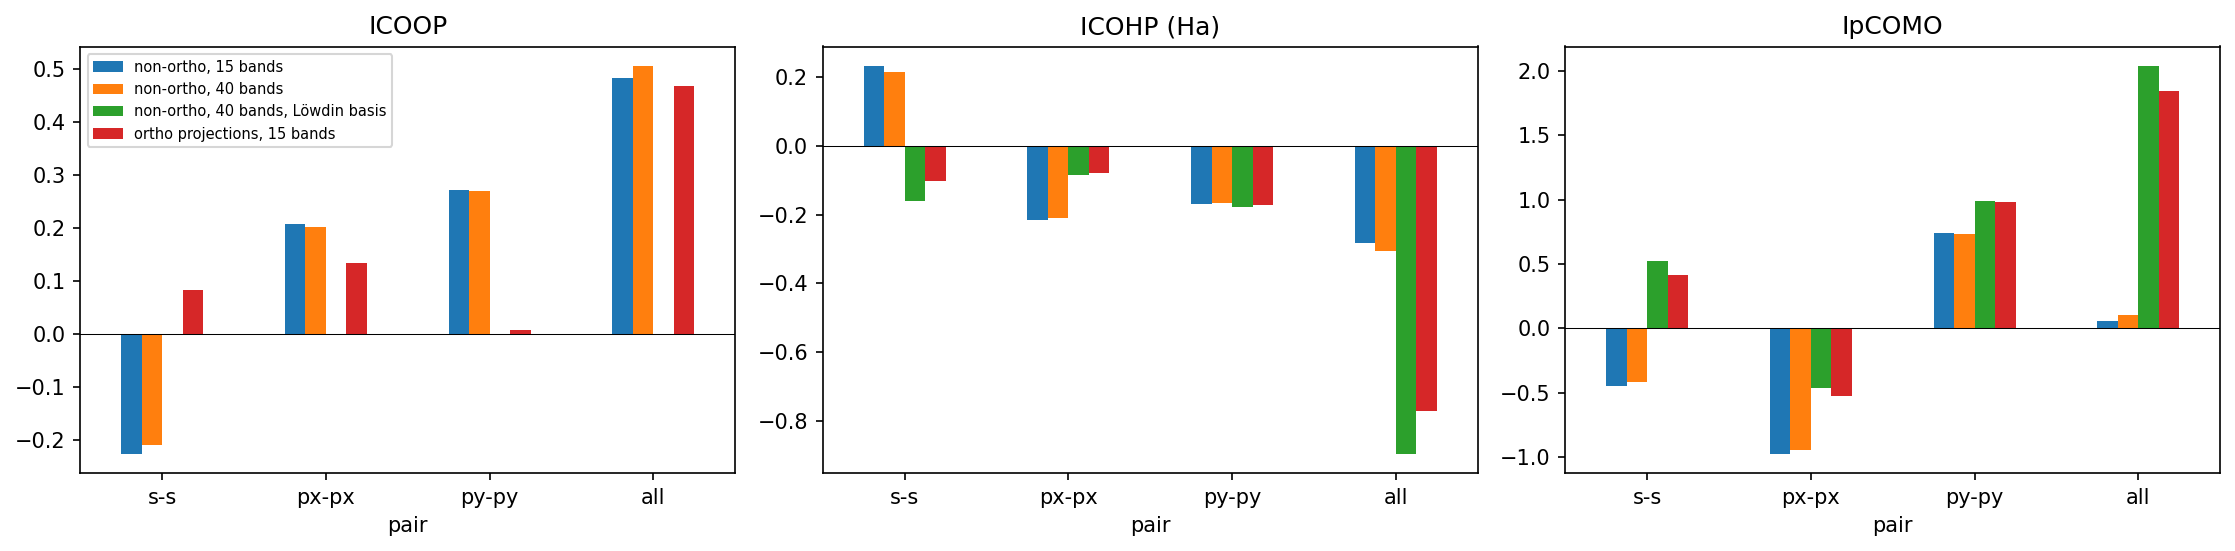 ICOOP
non-ortho, 15 bands
non-ortho, 40 bands
non-ortho, 40 bands, Löwdin basis
ortho projections, 15 bands
0.5
0.4
0.3
0.2
0.1
0.0
−0.1
−0.2
s-s px-px py-py all
pair
ICOHP (Ha)
0.2
0.0
−0.2
−0.4
−0.6
−0.8
s-s px-px py-py all
pair
IpCOMO
2.0
1.5
1.0
0.5
0.0
−0.5
−1.0
s-s px-px py-py all
pair